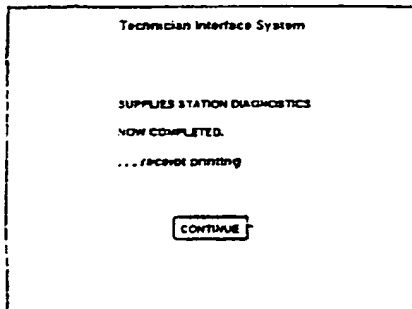 Technician Interface System
SUPPLIES STATION DIAGNOSTICS
NOW COMPLETED.
...receipt printing
CONTINUE